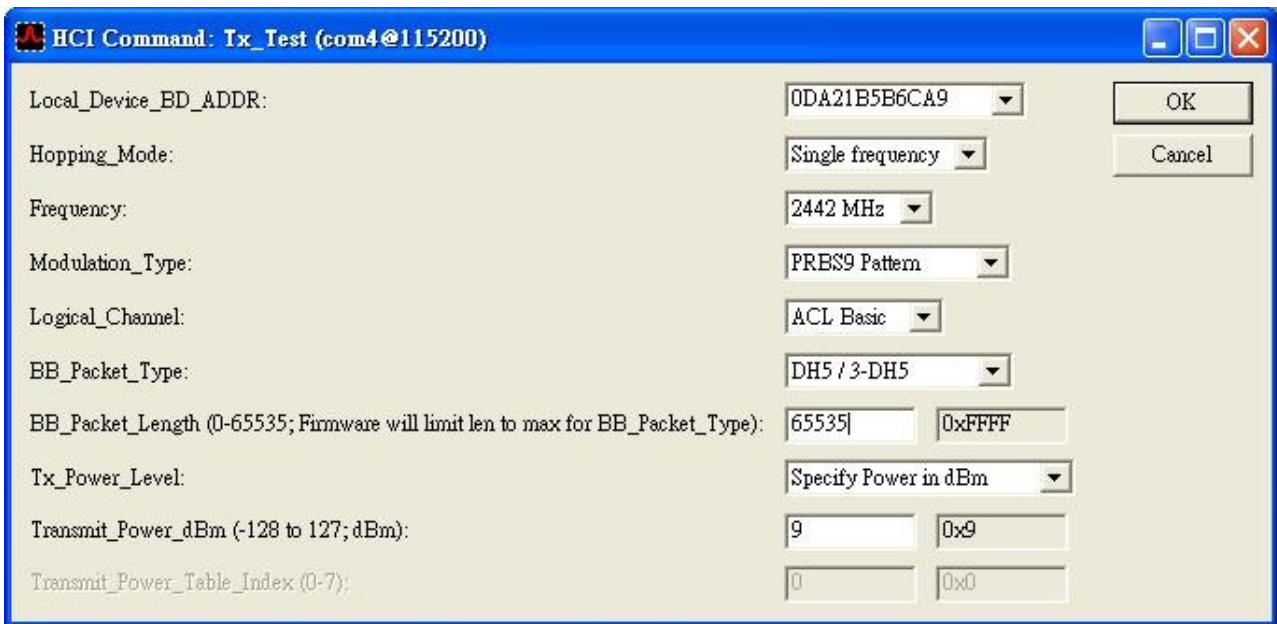 HCI Command: Tx_Test (com4@115200)
Local_Device_BD_ADDR: 0DA21B5B6CA9 OK
Hopping_Mode: Single frequency Cancel
Frequency: 2442 MHz
Modulation_Type: PRBS9 Pattern
Logical_Channel: ACL Basic
BB_Packet_Type: DH5 / 3-DH5
BB_Packet_Length (0-65535; Firmware will limit len to max for BB_Packet_Type): 65535 0xFFFF
Tx_Power_Level: Specify Power in dBm
Transmit_Power_dBm (-128 to 127; dBm): 9 0x9
Transmit_Power_Table_Index (0-7): 0 0x0